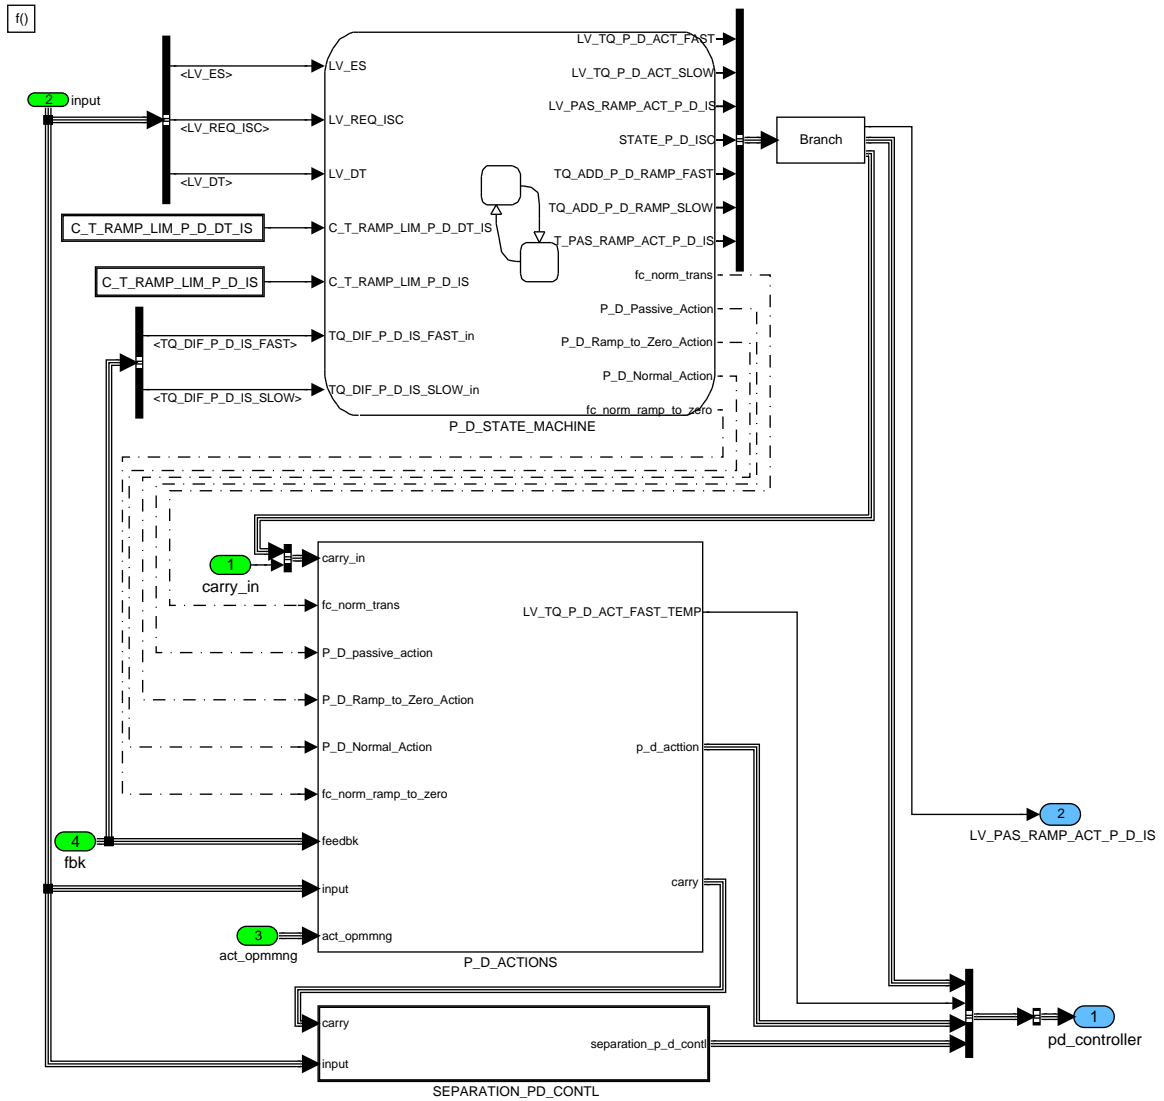 f()
2
input
<LV_ES>
<LV_REQ_ISC>
<LV_DT>
C_T_RAMP_LIM_P_D_DT_IS
C_T_RAMP_LIM_P_D_IS
<TQ_DIF_P_D_IS_FAST>
<TQ_DIF_P_D_IS_SLOW>
LV_ES
LV_REQ_ISC
LV_DT
C_T_RAMP_LIM_P_D_DT_IS
C_T_RAMP_LIM_P_D_IS
TQ_DIF_P_D_IS_FAST_in
TQ_DIF_P_D_IS_SLOW_in
LV_TQ_P_D_ACT_FAST
LV_TQ_P_D_ACT_SLOW
LV_PAS_RAMP_ACT_P_D_IS
STATE_P_D_ISC
TQ_ADD_P_D_RAMP_FAST
TQ_ADD_P_D_RAMP_SLOW
T_PAS_RAMP_ACT_P_D_IS
fc_norm_trans
P_D_Passive_Action
P_D_Ramp_to_Zero_Action
P_D_Normal_Action
fc_norm_ramp_to_zero
P_D_STATE_MACHINE
Branch
1
carry_in
carry_in
fc_norm_trans
P_D_passive_action
P_D_Ramp_to_Zero_Action
P_D_Normal_Action
fc_norm_ramp_to_zero
4
fbk
feedbk
input
3
act_opmmng
act_opmmng
LV_TQ_P_D_ACT_FAST_TEMP
p_d_acttion
carry
P_D_ACTIONS
2
LV_PAS_RAMP_ACT_P_D_IS
carry
input
separation_p_d_contl
SEPARATION_PD_CONTL
1
pd_controller